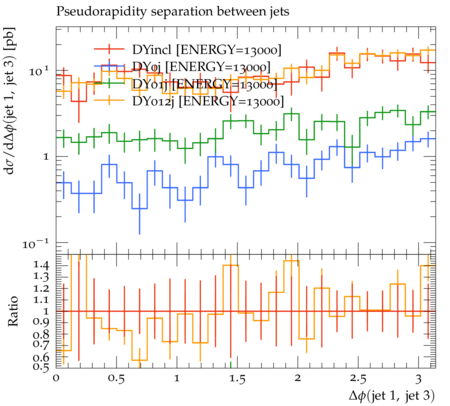 Pseudorapidity separation between jets
dσ/dΔϕ(jet 1, jet 3) [pb]
DYincl [ENERGY=13000]
DY0j [ENERGY=13000]
DY01j [ENERGY=13000]
DY012j [ENERGY=13000]
10¹
1
10⁻¹
Ratio
1.4
1.3
1.2
1.1
1
0.9
0.8
0.7
0.6
0.5
0 0.5 1 1.5 2 2.5 3
Δϕ(jet 1, jet 3)